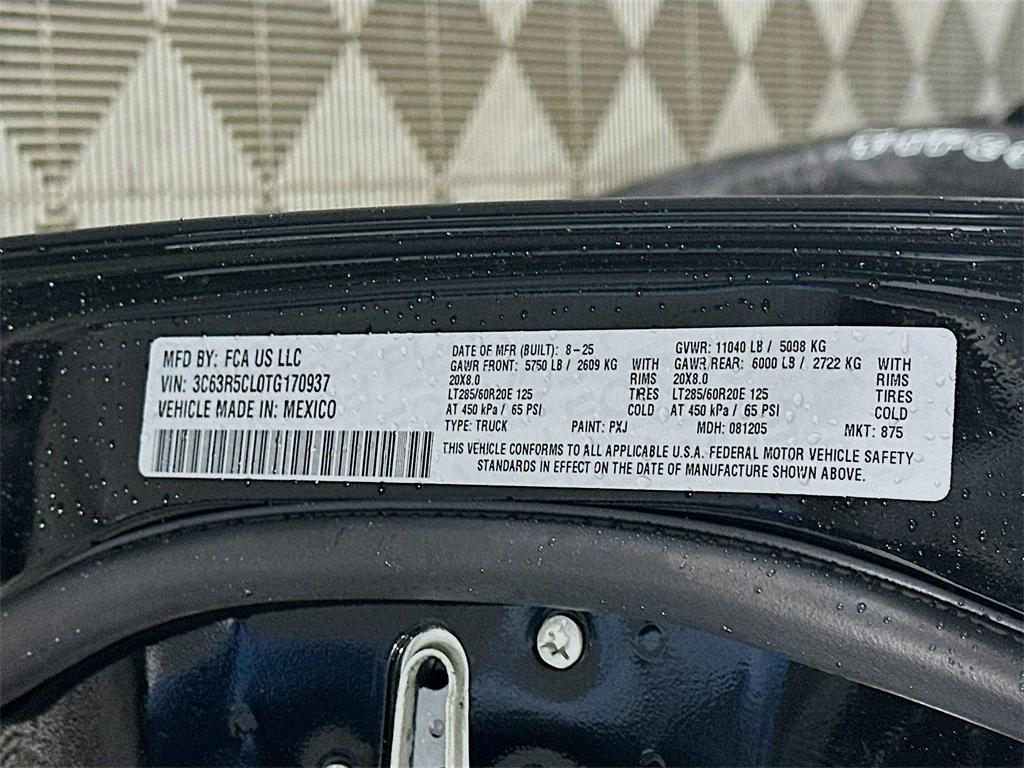 MFD BY: FCA US LLC
VIN: 3C63R5CL0TG170937
VEHICLE MADE IN: MEXICO
DATE OF MFR (BUILT): 8-25
GAWR FRONT: 5750 LB / 2609 KG WITH
20X8.0 RIMS
LT285/60R20E 125 TIRES
AT 450 kPa / 65 PSI COLD
TYPE: TRUCK PAINT: PXJ
GVWR: 11040 LB / 5098 KG
GAWR REAR: 6000 LB / 2722 KG WITH
20X8.0 RIMS
LT285/60R20E 125 TIRES
AT 450 kPa / 65 PSI COLD
MDH: 081205 MKT: 875
THIS VEHICLE CONFORMS TO ALL APPLICABLE U.S.A. FEDERAL MOTOR VEHICLE SAFETY
STANDARDS IN EFFECT ON THE DATE OF MANUFACTURE SHOWN ABOVE.